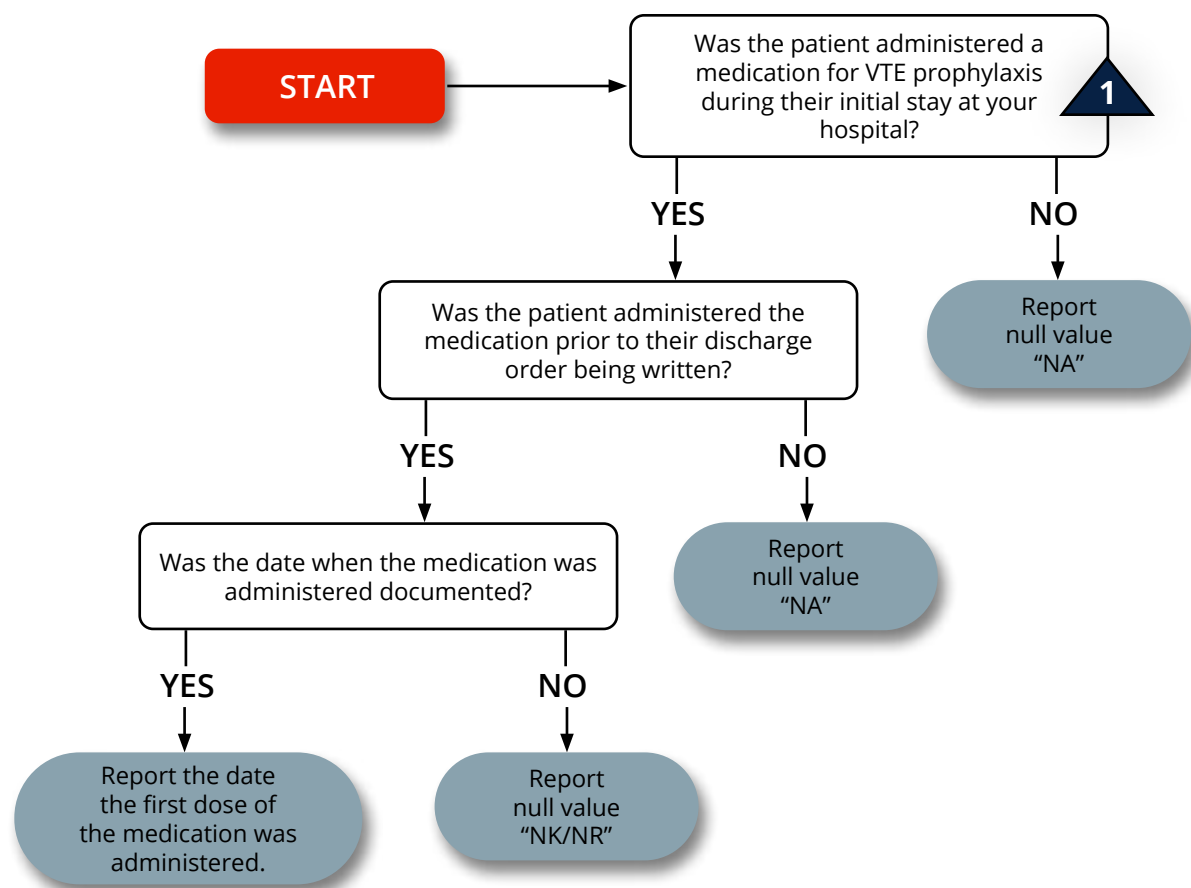 START
Was the patient administered a
medication for VTE prophylaxis
during their initial stay at your
hospital?
1
YES
NO
Was the patient administered the
medication prior to their discharge
order being written?
Report
null value
“NA”
YES
NO
Was the date when the medication was
administered documented?
Report
null value
“NA”
YES
NO
Report the date
the first dose of
the medication was
administered.
Report
null value
“NK/NR”